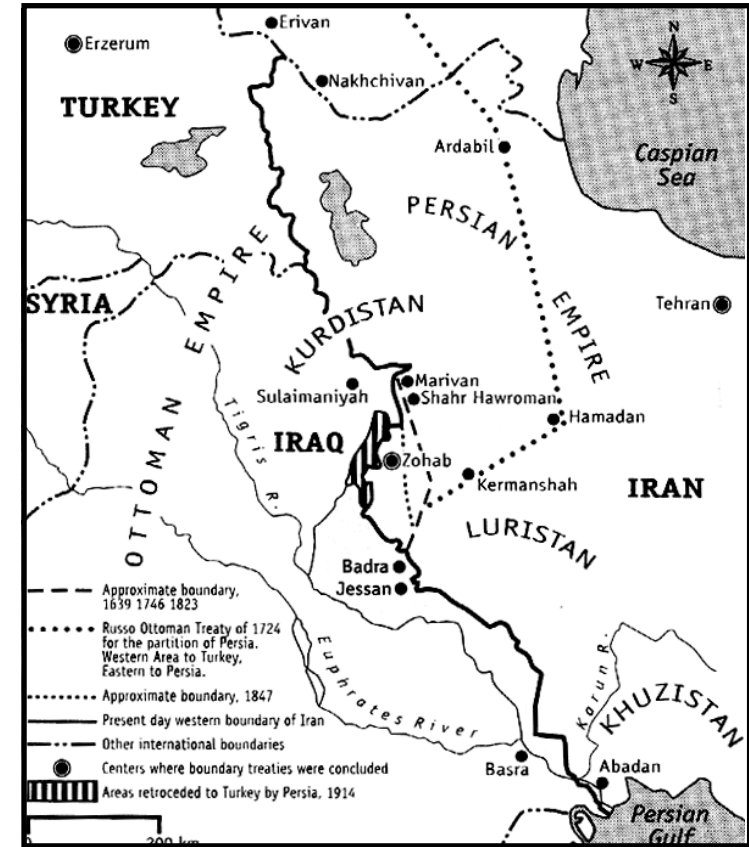 Erivan
Erzerum
Nakhchivan
N
W E
S
TURKEY
Ardabil
Caspian
Sea
PERSIAN
EMPIRE
SYRIA
OTTOMAN EMPIRE
KURDISTAN
Tehran
Marivan
Sulaimaniyah
Shahr Hawroman
Tigris R.
Hamadan
IRAQ
Zohab
Kermanshah
IRAN
LURISTAN
Badra
Jessan
Approximate boundary,
1639 1746 1823
Russo Ottoman Treaty of 1724
for the partition of Persia.
Western Area to Turkey,
Eastern to Persia.
Approximate boundary, 1847
Present day western boundary of Iran
Other international boundaries
Centers where boundary treaties were concluded
Areas retroceded to Turkey by Persia, 1914
Euphrates River
Karun R.
KHUZISTAN
Basra
Abadan
Persian
Gulf
0 200 km